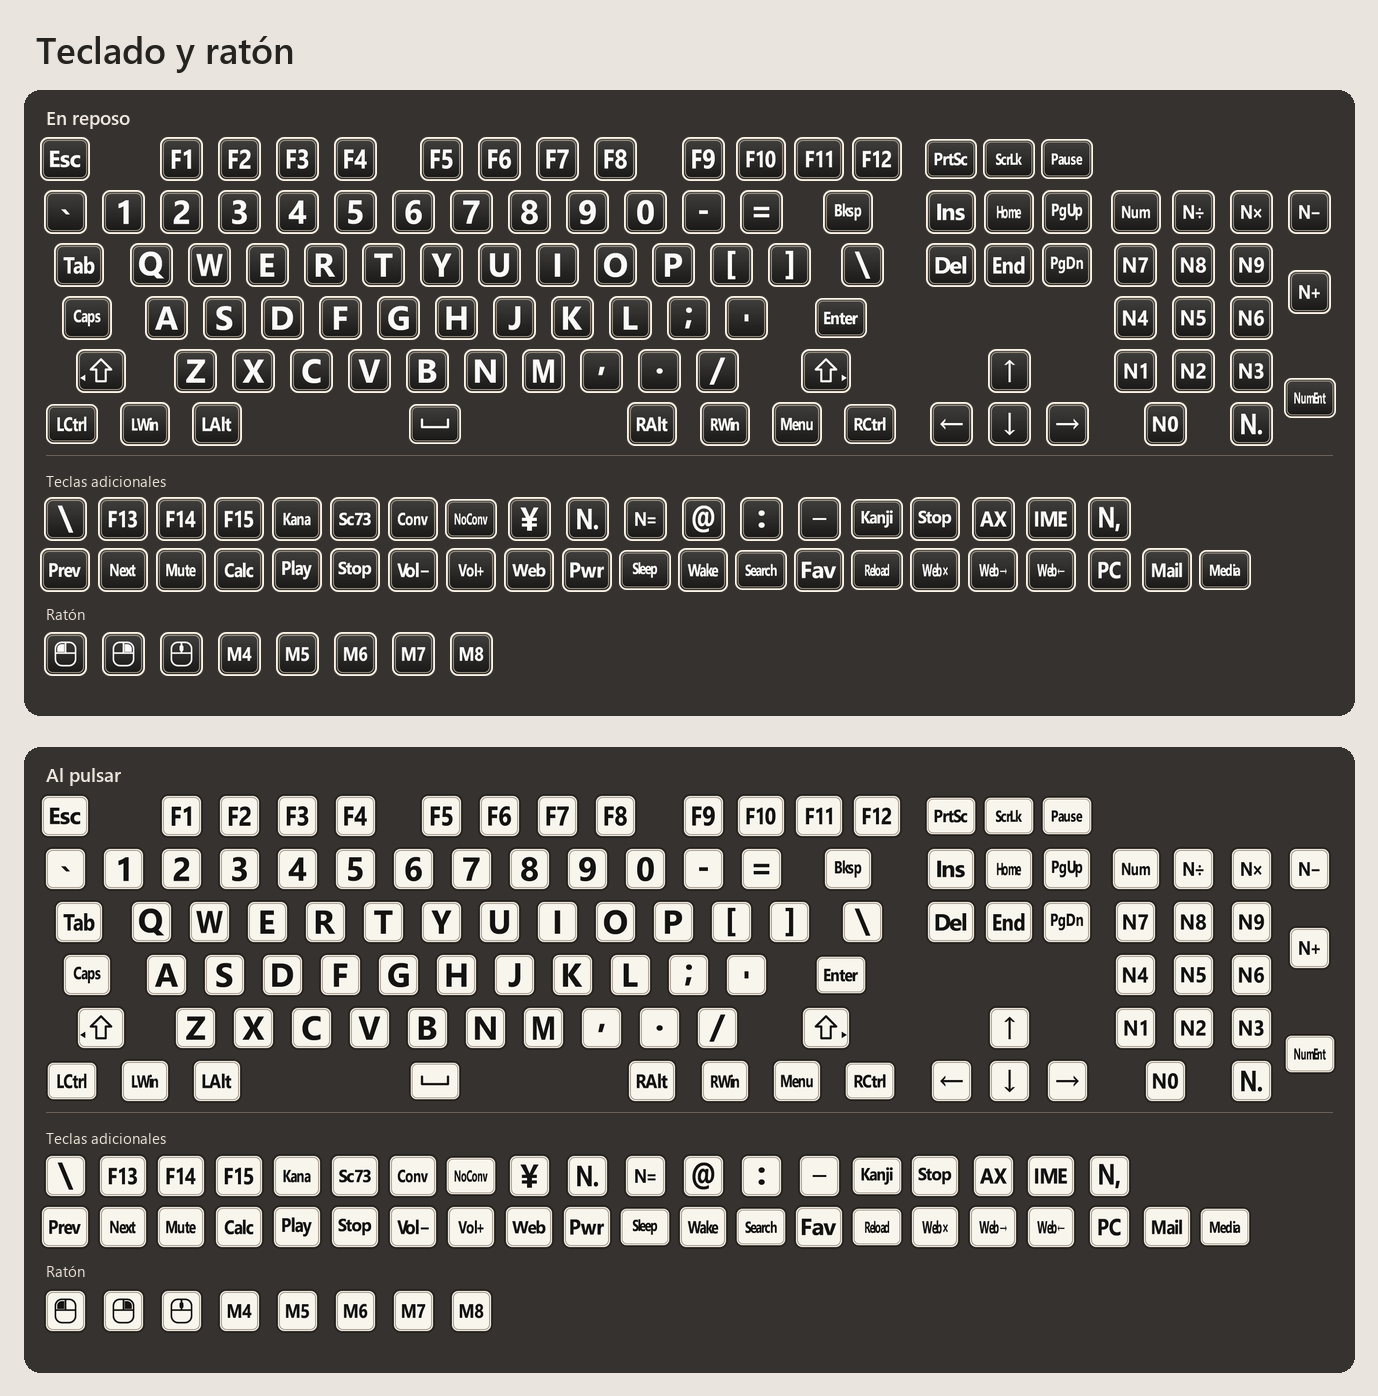 Teclado y ratón
En reposo
Esc F1 F2 F3 F4 F5 F6 F7 F8 F9 F10 F11 F12 PrtSc ScrLk Pause
` 1 2 3 4 5 6 7 8 9 0 - = Bksp Ins Home PgUp Num N÷ N× N−
Tab Q W E R T Y U I O P [ ] \ Del End PgDn N7 N8 N9
N+
Caps A S D F G H J K L ; ' Enter N4 N5 N6
⇧ Z X C V B N M , . / ⇧ ↑ N1 N2 N3
NumEnt
LCtrl LWin LAlt RAlt RWin Menu RCtrl ← ↓ → N0 N.
Teclas adicionales
\ F13 F14 F15 Kana Sc73 Conv NoConv ¥ N. N= @ : — Kanji Stop AX IME N,
Prev Next Mute Calc Play Stop Vol− Vol+ Web Pwr Sleep Wake Search Fav Reload Web× Web→ Web← PC Mail Media
Ratón
M4 M5 M6 M7 M8
Al pulsar
Esc F1 F2 F3 F4 F5 F6 F7 F8 F9 F10 F11 F12 PrtSc ScrLk Pause
` 1 2 3 4 5 6 7 8 9 0 - = Bksp Ins Home PgUp Num N÷ N× N−
Tab Q W E R T Y U I O P [ ] \ Del End PgDn N7 N8 N9
N+
Caps A S D F G H J K L ; ' Enter N4 N5 N6
⇧ Z X C V B N M , . / ⇧ ↑ N1 N2 N3
NumEnt
LCtrl LWin LAlt RAlt RWin Menu RCtrl ← ↓ → N0 N.
Teclas adicionales
\ F13 F14 F15 Kana Sc73 Conv NoConv ¥ N. N= @ : — Kanji Stop AX IME N,
Prev Next Mute Calc Play Stop Vol− Vol+ Web Pwr Sleep Wake Search Fav Reload Web× Web→ Web← PC Mail Media
Ratón
M4 M5 M6 M7 M8